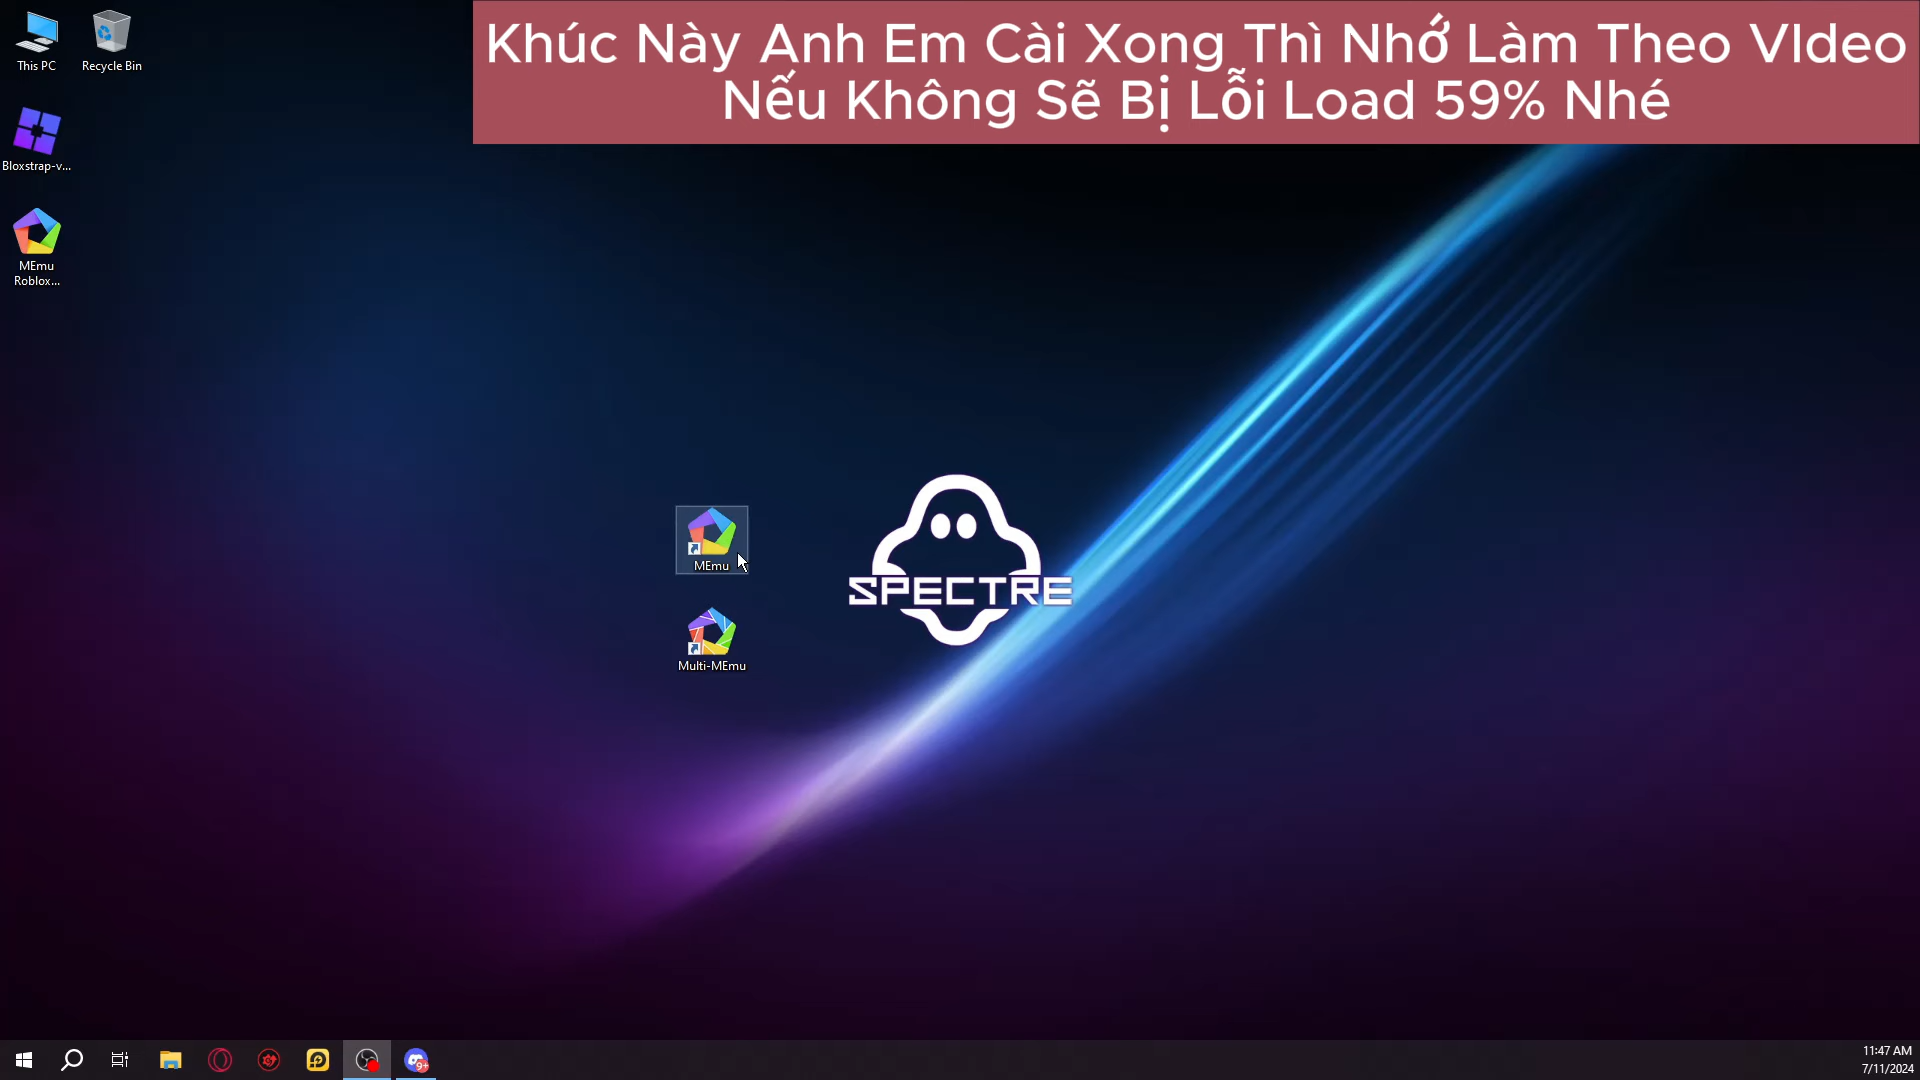 Khúc Này Anh Em Cài Xong Thì Nhớ Làm Theo VIdeo
Nếu Không Sẽ Bị Lỗi Load 59% Nhé
This PC
Recycle Bin
Bloxstrap-v...
MEmu
Roblox...
MEmu
SPECTRE
Multi-MEmu
9+
11:47 AM
7/11/2024